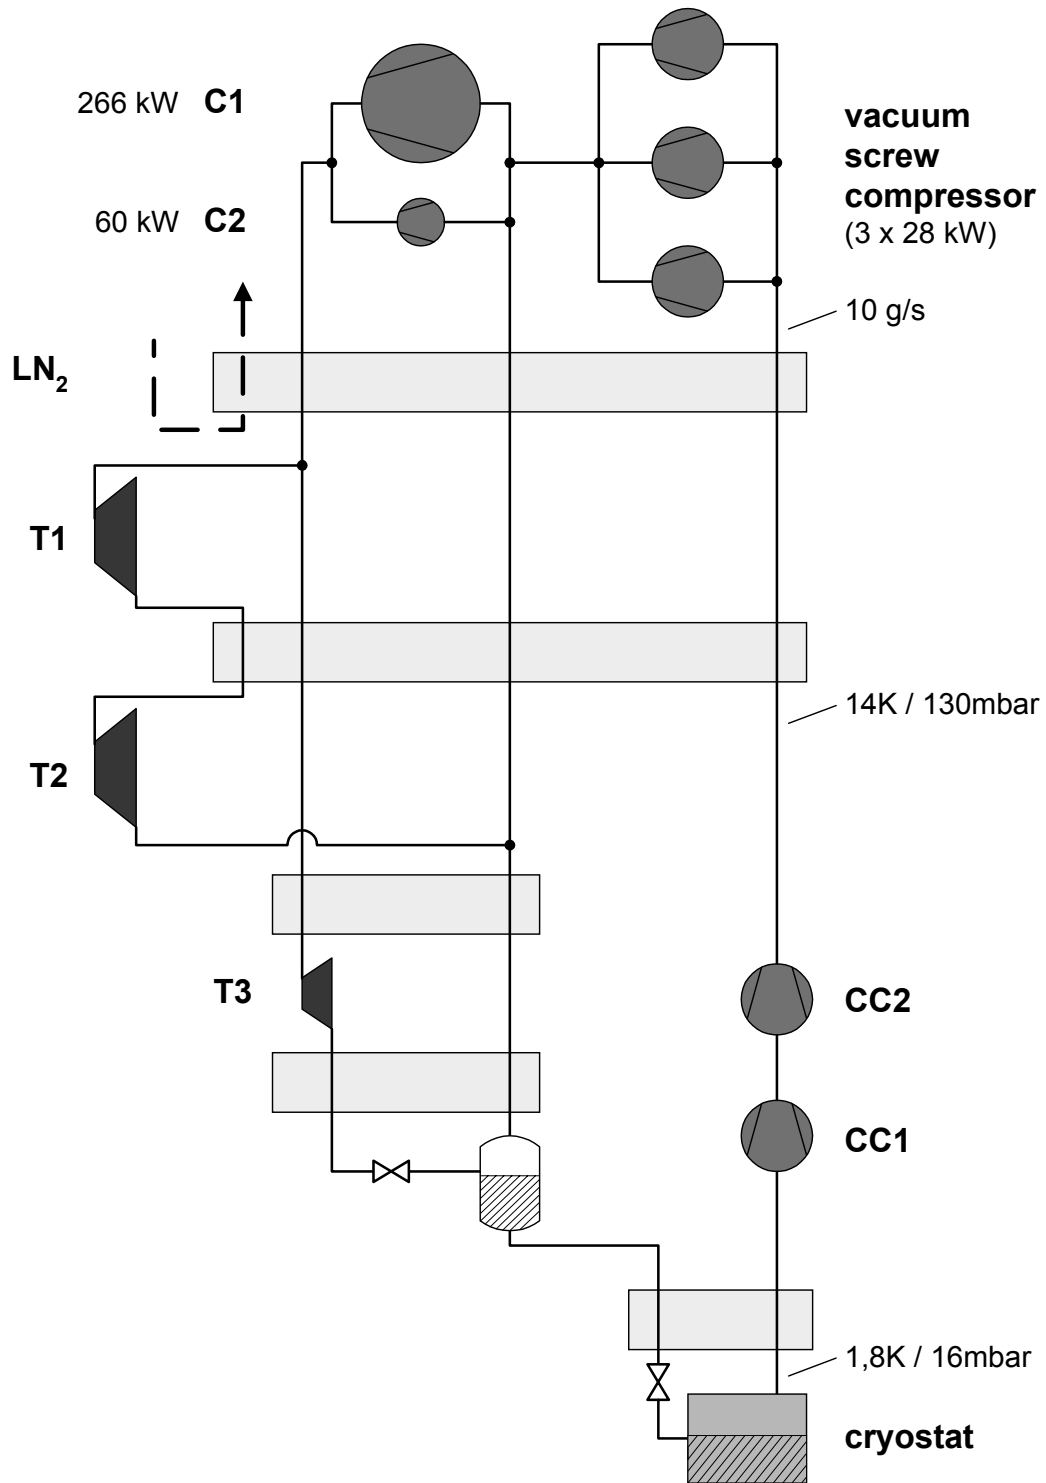 266 kW C1
vacuum
screw
compressor
(3 x 28 kW)
60 kW C2
10 g/s
LN2
T1
14K / 130mbar
T2
T3
CC2
CC1
1,8K / 16mbar
cryostat